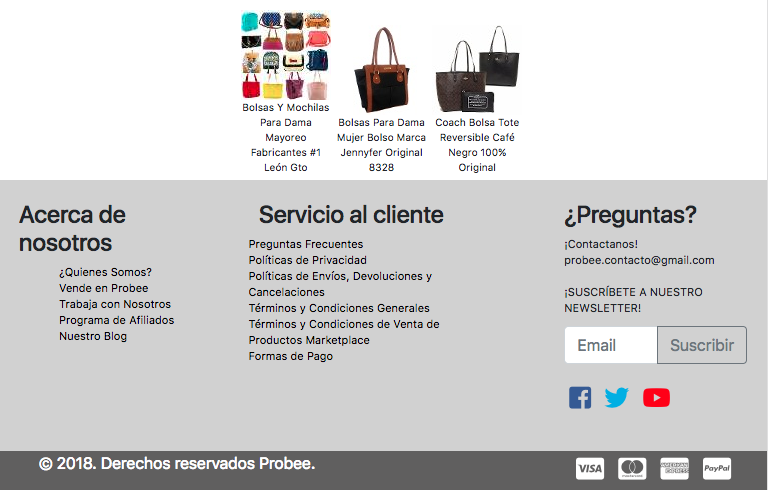 Bolsas Y Mochilas
Para Dama
Mayoreo
Fabricantes #1
León Gto
Bolsas Para Dama
Mujer Bolso Marca
Jennyfer Original
8328
Coach Bolsa Tote
Reversible Café
Negro 100%
Original
Acerca de
nosotros
¿Quienes Somos?
Vende en Probee
Trabaja con Nosotros
Programa de Afiliados
Nuestro Blog
Servicio al cliente
Preguntas Frecuentes
Políticas de Privacidad
Políticas de Envíos, Devoluciones y
Cancelaciones
Términos y Condiciones Generales
Términos y Condiciones de Venta de
Productos Marketplace
Formas de Pago
¿Preguntas?
¡Contactanos!
probee.contacto@gmail.com
¡SUSCRÍBETE A NUESTRO
NEWSLETTER!
Email
Suscribir
© 2018. Derechos reservados Probee.
VISA
AMERICAN
EXPRESS
PayPal